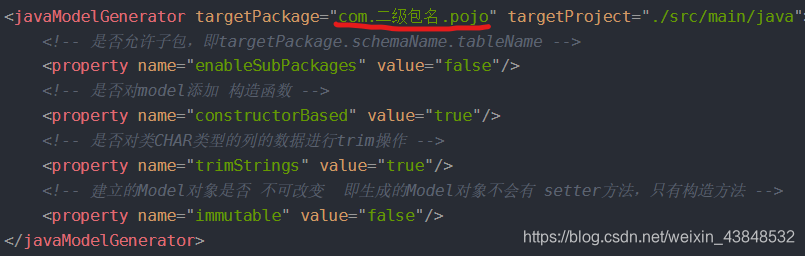 <javaModelGenerator targetPackage="com.二级包名.pojo" targetProject="./src/main/java">
<!-- 是否允许子包，即targetPackage.schemaName.tableName -->
<property name="enableSubPackages" value="false"/>
<!-- 是否对model添加 构造函数 -->
<property name="constructorBased" value="true"/>
<!-- 是否对类CHAR类型的列的数据进行trim操作 -->
<property name="trimStrings" value="true"/>
<!-- 建立的Model对象是否 不可改变  即生成的Model对象不会有 setter方法，只有构造方法 -->
<property name="immutable" value="false"/>
</javaModelGenerator>
https://blog.csdn.net/weixin_43848532